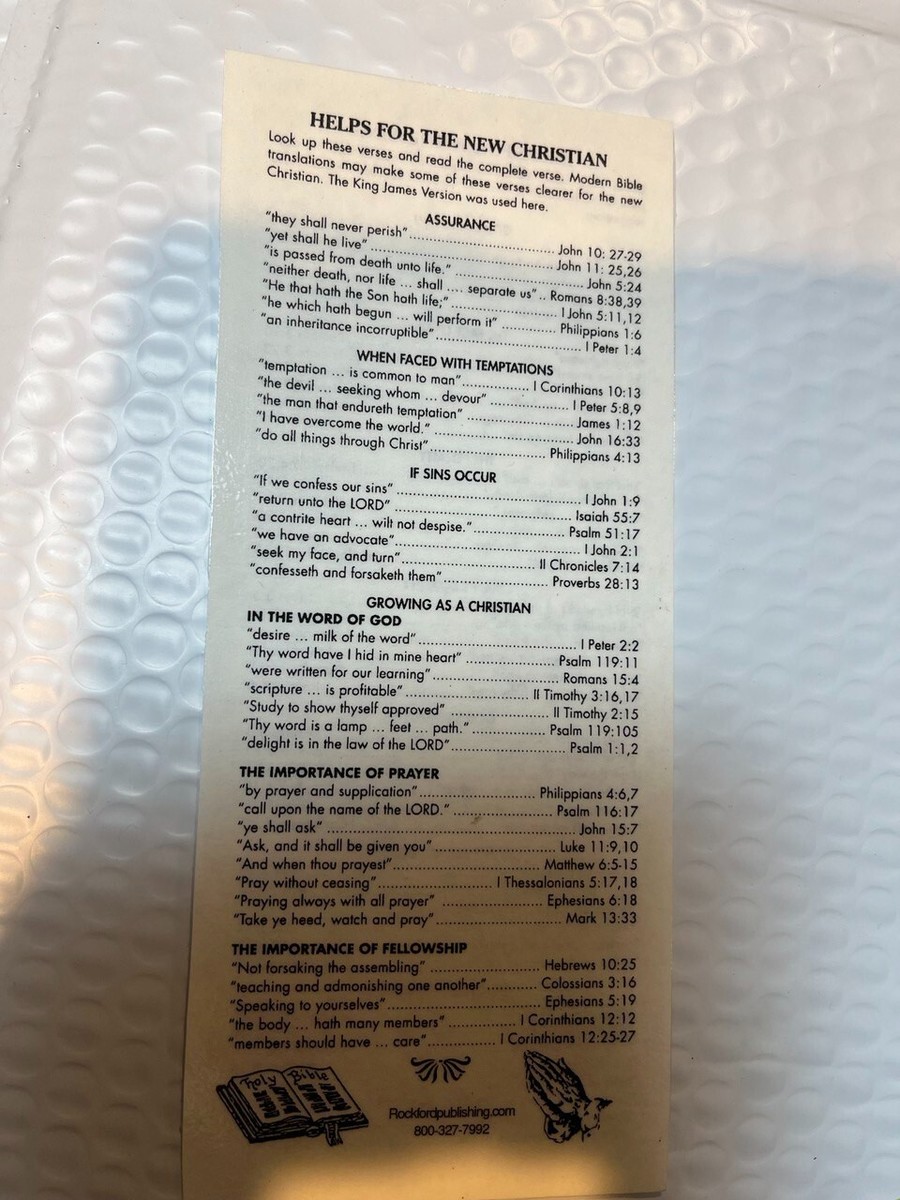 HELPS FOR THE NEW CHRISTIAN
Look up these verses and read the complete verse. Modern Bible
translations may make some of these verses clearer for the new
Christian. The King James Version was used here.
ASSURANCE
"they shall never perish" ........ John 10: 27-29
"yet shall he live" ........ John 11: 25,26
"is passed from death unto life." ........ John 5:24
"neither death, nor life ... shall .... separate us" .. Romans 8:38,39
"He that hath the Son hath life;" ........ I John 5:11,12
"he which hath begun ... will perform it" ........ Philippians 1:6
"an inheritance incorruptible" ........ I Peter 1:4
WHEN FACED WITH TEMPTATIONS
"temptation ... is common to man" ........ I Corinthians 10:13
"the devil ... seeking whom ... devour" ........ I Peter 5:8,9
"the man that endureth temptation" ........ James 1:12
"I have overcome the world." ........ John 16:33
"do all things through Christ" ........ Philippians 4:13
IF SINS OCCUR
"If we confess our sins" ........ I John 1:9
"return unto the LORD" ........ Isaiah 55:7
"a contrite heart ... wilt not despise." ........ Psalm 51:17
"we have an advocate" ........ I John 2:1
"seek my face, and turn" ........ II Chronicles 7:14
"confesseth and forsaketh them" ........ Proverbs 28:13
GROWING AS A CHRISTIAN
IN THE WORD OF GOD
"desire ... milk of the word" ........ I Peter 2:2
"Thy word have I hid in mine heart" ........ Psalm 119:11
"were written for our learning" ........ Romans 15:4
"scripture ... is profitable" ........ II Timothy 3:16,17
"Study to show thyself approved" ........ II Timothy 2:15
"Thy word is a lamp ... feet ... path." ........ Psalm 119:105
"delight is in the law of the LORD" ........ Psalm 1:1,2
THE IMPORTANCE OF PRAYER
"by prayer and supplication" ........ Philippians 4:6,7
"call upon the name of the LORD." ........ Psalm 116:17
"ye shall ask" ........ John 15:7
"Ask, and it shall be given you" ........ Luke 11:9,10
"And when thou prayest" ........ Matthew 6:5-15
"Pray without ceasing" ........ I Thessalonians 5:17,18
"Praying always with all prayer" ........ Ephesians 6:18
"Take ye heed, watch and pray" ........ Mark 13:33
THE IMPORTANCE OF FELLOWSHIP
"Not forsaking the assembling" ........ Hebrews 10:25
"teaching and admonishing one another" ........ Colossians 3:16
"Speaking to yourselves" ........ Ephesians 5:19
"the body ... hath many members" ........ I Corinthians 12:12
"members should have ... care" ........ I Corinthians 12:25-27
Holy Bible
Rockfordpublishing.com
800-327-7992